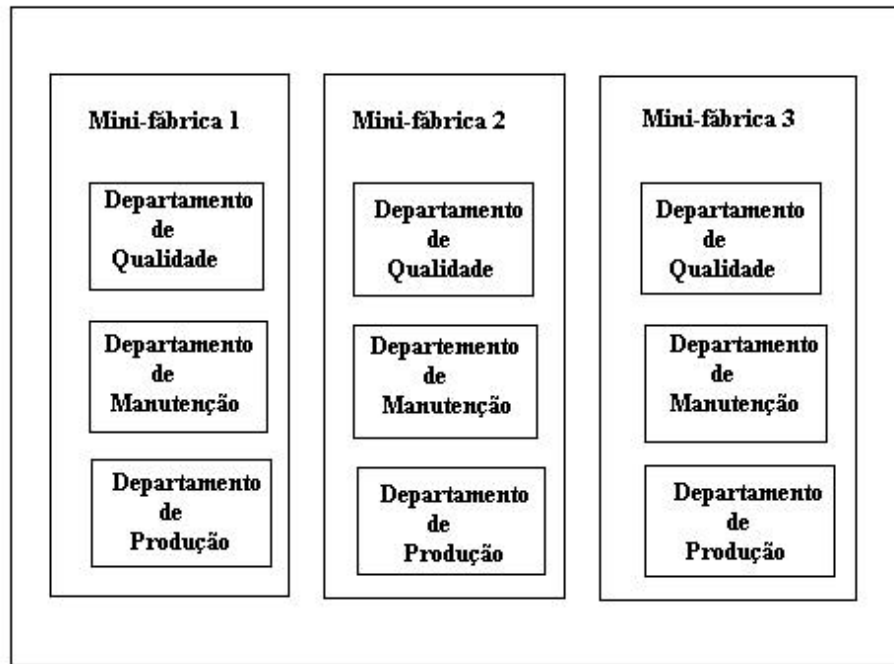 Mini-fábrica 1
Departamento
de
Qualidade
Departamento
de
Manutenção
Departamento
de
Produção
Mini-fábrica 2
Departamento
de
Qualidade
Departemento
de
Manutenção
Departamento
de
Produção
Mini-fábrica 3
Departamento
de
Qualidade
Departamento
de
Manutenção
Departamento
de
Produção